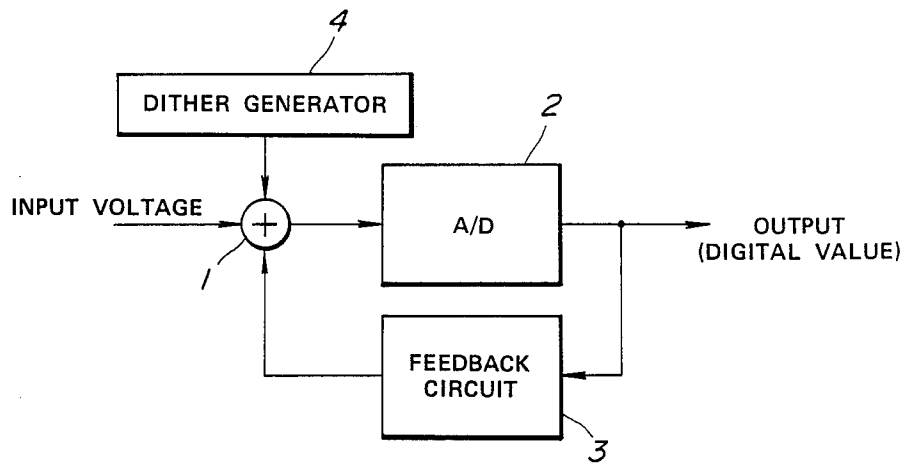 4
DITHER GENERATOR
2
INPUT VOLTAGE
+
A/D
OUTPUT
(DIGITAL VALUE)
1
FEEDBACK
CIRCUIT
3